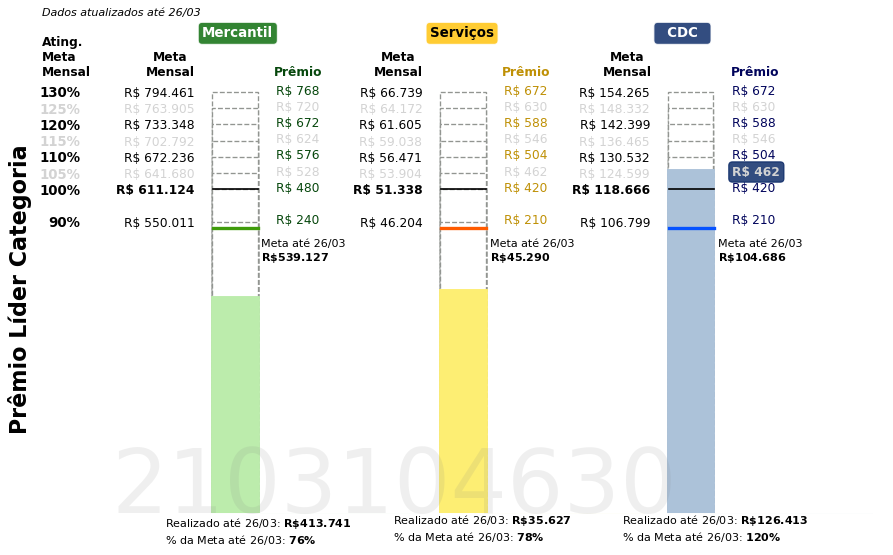 Dados atualizados até 26/03
Mercantil Serviços CDC
Ating. Meta Mensal Meta Mensal Prêmio Meta Mensal Prêmio Meta Mensal Prêmio
130% R$ 794.461 R$ 768 R$ 66.739 R$ 672 R$ 154.265 R$ 672
125% R$ 763.905 R$ 720 R$ 64.172 R$ 630 R$ 148.332 R$ 630
120% R$ 733.348 R$ 672 R$ 61.605 R$ 588 R$ 142.399 R$ 588
115% R$ 702.792 R$ 624 R$ 59.038 R$ 546 R$ 136.465 R$ 546
110% R$ 672.236 R$ 576 R$ 56.471 R$ 504 R$ 130.532 R$ 504
105% R$ 641.680 R$ 528 R$ 53.904 R$ 462 R$ 124.599 R$ 462
100% R$ 611.124 R$ 480 R$ 51.338 R$ 420 R$ 118.666 R$ 420
90% R$ 550.011 R$ 240 R$ 46.204 R$ 210 R$ 106.799 R$ 210
Meta até 26/03 Meta até 26/03 Meta até 26/03
R$539.127 R$45.290 R$104.686
Prêmio Líder Categoria
2103104630
Realizado até 26/03: R$413.741 Realizado até 26/03: R$35.627 Realizado até 26/03: R$126.413
% da Meta até 26/03: 76% % da Meta até 26/03: 78% % da Meta até 26/03: 120%